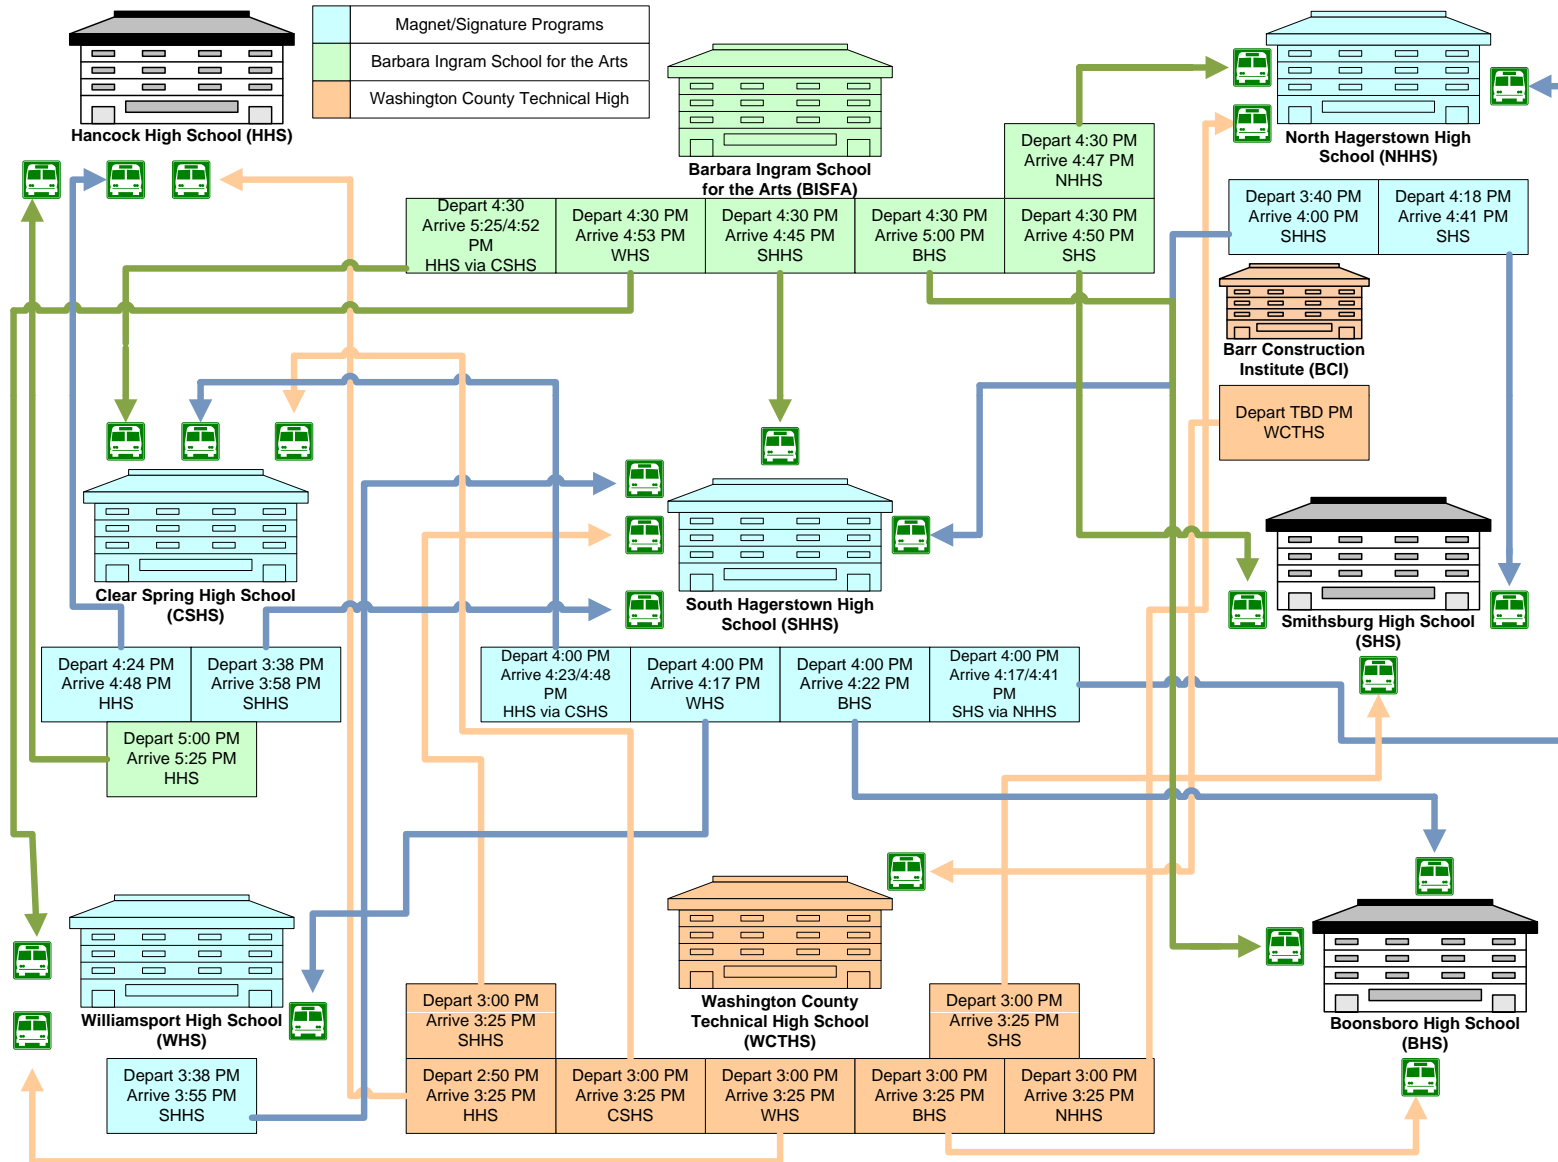 Magnet/Signature Programs
Barbara Ingram School for the Arts
Washington County Technical High
Hancock High School (HHS)
Barbara Ingram School
for the Arts (BISFA)
North Hagerstown High
School (NHHS)
Depart 4:30 PM
Arrive 4:47 PM
NHHS
Depart 4:30
Arrive 5:25/4:52
PM
HHS via CSHS
Depart 4:30 PM
Arrive 4:53 PM
WHS
Depart 4:30 PM
Arrive 4:45 PM
SHHS
Depart 4:30 PM
Arrive 5:00 PM
BHS
Depart 4:30 PM
Arrive 4:50 PM
SHS
Depart 3:40 PM
Arrive 4:00 PM
SHHS
Depart 4:18 PM
Arrive 4:41 PM
SHS
Barr Construction
Institute (BCI)
Depart TBD PM
WCTHS
Clear Spring High School
(CSHS)
South Hagerstown High
School (SHHS)
Smithsburg High School
(SHS)
Depart 4:24 PM
Arrive 4:48 PM
HHS
Depart 3:38 PM
Arrive 3:58 PM
SHHS
Depart 5:00 PM
Arrive 5:25 PM
HHS
Depart 4:00 PM
Arrive 4:23/4:48
PM
HHS via CSHS
Depart 4:00 PM
Arrive 4:17 PM
WHS
Depart 4:00 PM
Arrive 4:22 PM
BHS
Depart 4:00 PM
Arrive 4:17/4:41
PM
SHS via NHHS
Williamsport High School
(WHS)
Washington County
Technical High School
(WCTHS)
Boonsboro High School
(BHS)
Depart 3:38 PM
Arrive 3:55 PM
SHHS
Depart 3:00 PM
Arrive 3:25 PM
SHHS
Depart 3:00 PM
Arrive 3:25 PM
SHS
Depart 2:50 PM
Arrive 3:25 PM
HHS
Depart 3:00 PM
Arrive 3:25 PM
CSHS
Depart 3:00 PM
Arrive 3:25 PM
WHS
Depart 3:00 PM
Arrive 3:25 PM
BHS
Depart 3:00 PM
Arrive 3:25 PM
NHHS